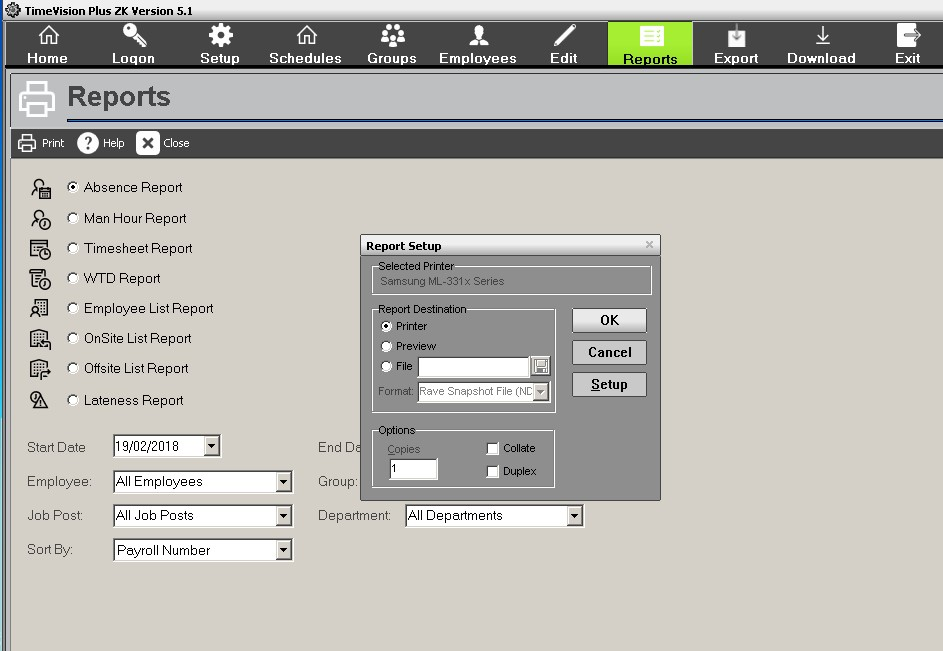 TimeVision Plus ZK Version 5.1
Home Logon Setup Schedules Groups Employees Edit Reports Export Download Exit
Reports
Print ? Help Close
Absence Report
Man Hour Report
Timesheet Report
WTD Report
Employee List Report
OnSite List Report
Offsite List Report
Lateness Report
Start Date 19/02/2018 End Da
Employee: All Employees Group:
Job Post: All Job Posts Department: All Departments
Sort By: Payroll Number
Report Setup
Selected Printer
Samsung ML-331x Series
Report Destination
Printer
Preview
File
Format: Rave Snapshot File (ND
OK
Cancel
Setup
Options
Copies
1
Collate
Duplex